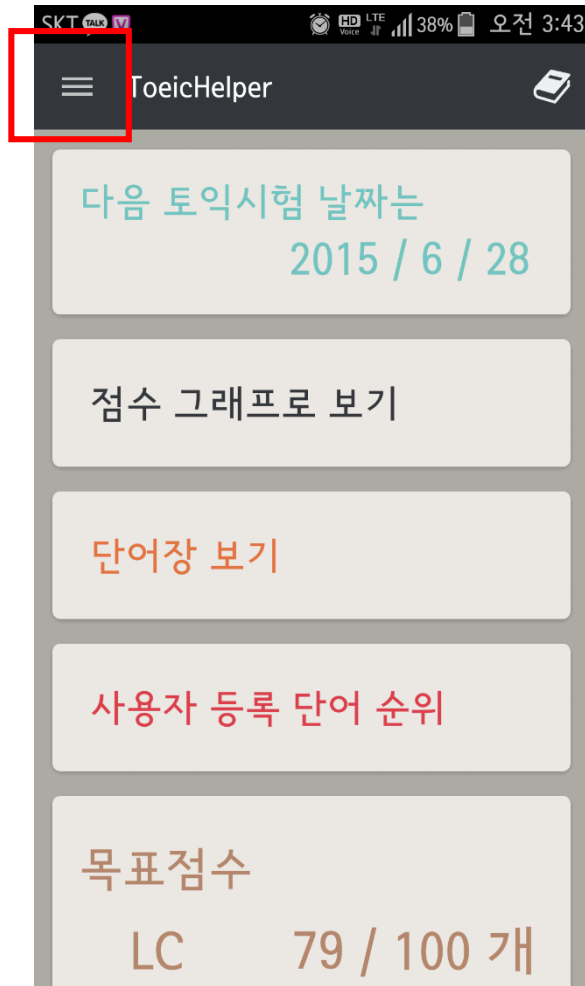 SKT TALK V HD Voice LTE 38% 오전 3:43
ToeicHelper
다음 토익시험 날짜는
2015 / 6 / 28
점수 그래프로 보기
단어장 보기
사용자 등록 단어 순위
목표점수
LC 79 / 100 개